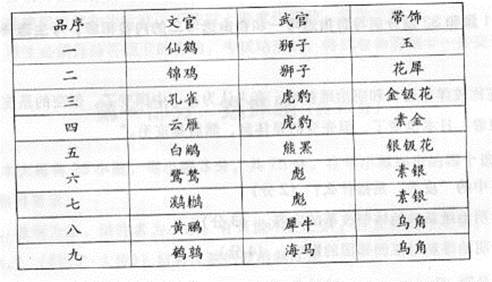 品序 文官 武官 带饰
一 仙鹤 狮子 玉
二 锦鸡 狮子 花犀
三 孔雀 虎豹 金钑花
四 云雁 虎豹 素金
五 白鹇 熊罴 银钑花
六 鹭鸶 彪 素银
七 鸂鶒 彪 素银
八 黄鹂 犀牛 乌角
九 鹌鹑 海马 乌角